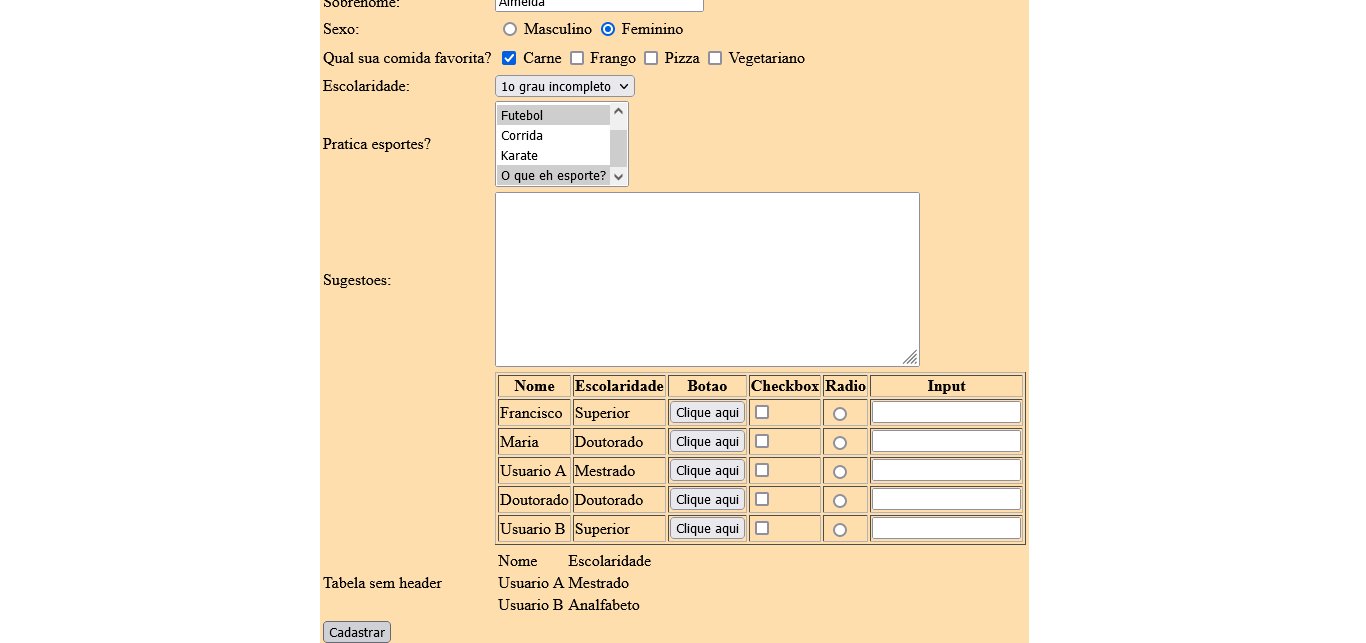 Sobrenome: Almeida
Sexo: Masculino Feminino
Qual sua comida favorita? Carne Frango Pizza Vegetariano
Escolaridade: 1o grau incompleto
Pratica esportes?
Futebol
Corrida
Karate
O que eh esporte?
Sugestoes:
Nome Escolaridade Botao Checkbox Radio Input
Francisco Superior Clique aqui
Maria Doutorado Clique aqui
Usuario A Mestrado Clique aqui
Doutorado Doutorado Clique aqui
Usuario B Superior Clique aqui
Tabela sem header
Nome Escolaridade
Usuario A Mestrado
Usuario B Analfabeto
Cadastrar